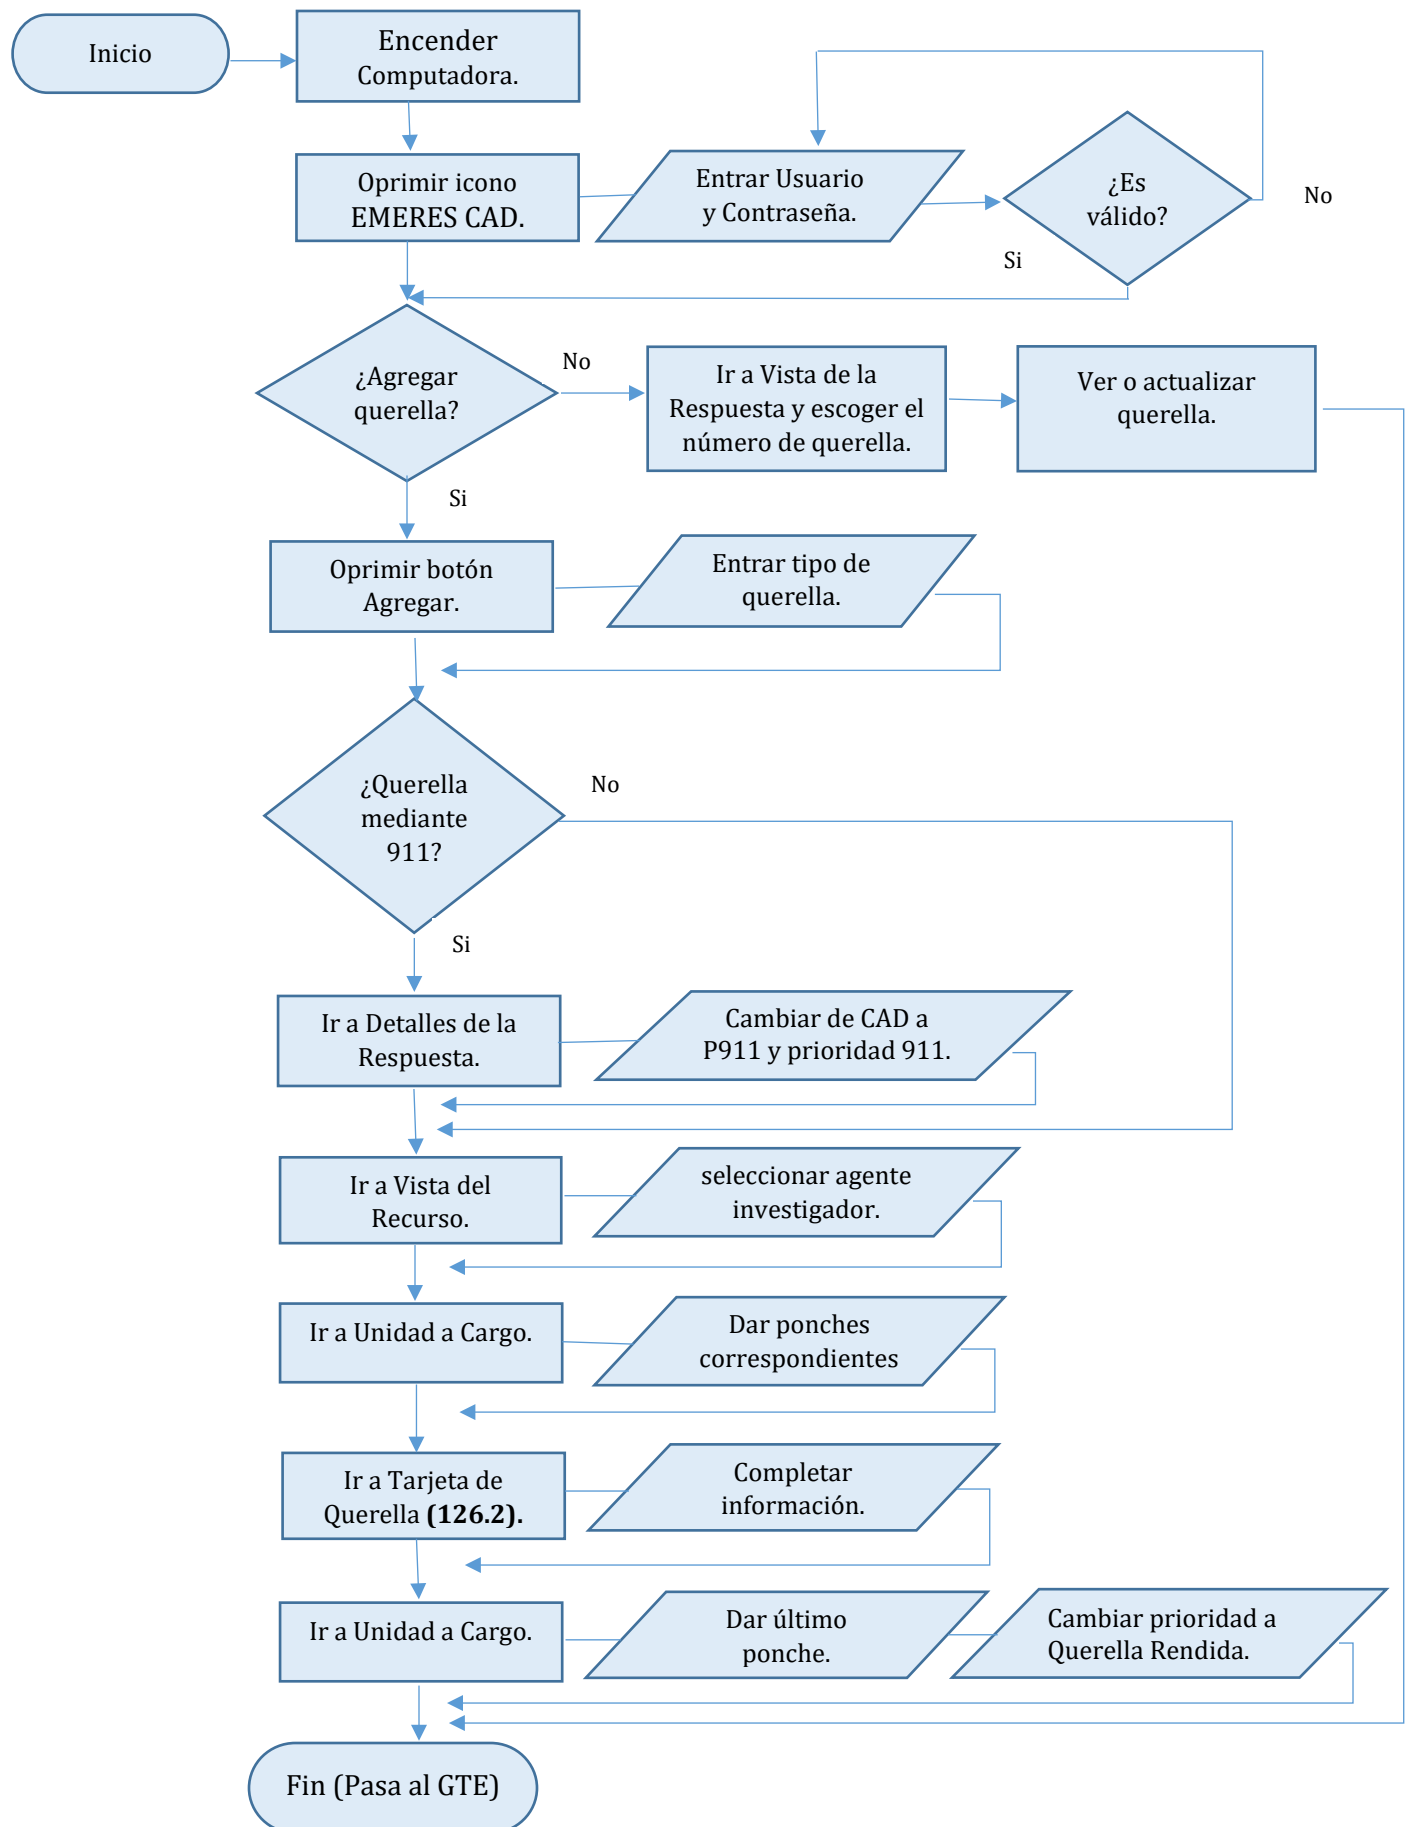 Inicio
Encender
Computadora.
Oprimir icono
EMERES CAD.
Entrar Usuario
y Contraseña.
¿Es
válido?
No
Si
¿Agregar
querella?
No
Ir a Vista de la
Respuesta y escoger el
número de querella.
Ver o actualizar
querella.
Si
Oprimir botón
Agregar.
Entrar tipo de
querella.
¿Querella
mediante
911?
No
Si
Ir a Detalles de la
Respuesta.
Cambiar de CAD a
P911 y prioridad 911.
Ir a Vista del
Recurso.
seleccionar agente
investigador.
Ir a Unidad a Cargo.
Dar ponches
correspondientes
Ir a Tarjeta de
Querella (126.2).
Completar
información.
Ir a Unidad a Cargo.
Dar último
ponche.
Cambiar prioridad a
Querella Rendida.
Fin (Pasa al GTE)